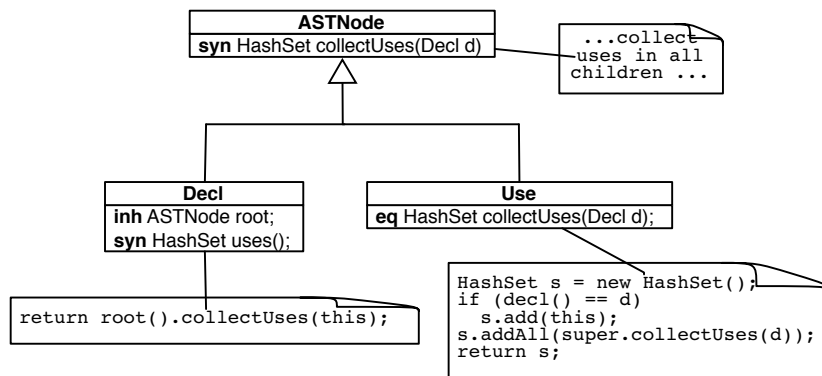 ASTNode
syn HashSet collectUses(Decl d)
...collect
uses in all
children ...
Decl
inh ASTNode root;
syn HashSet uses();
Use
eq HashSet collectUses(Decl d);
return root().collectUses(this);
HashSet s = new HashSet();
if (decl() == d)
s.add(this);
s.addAll(super.collectUses(d));
return s;